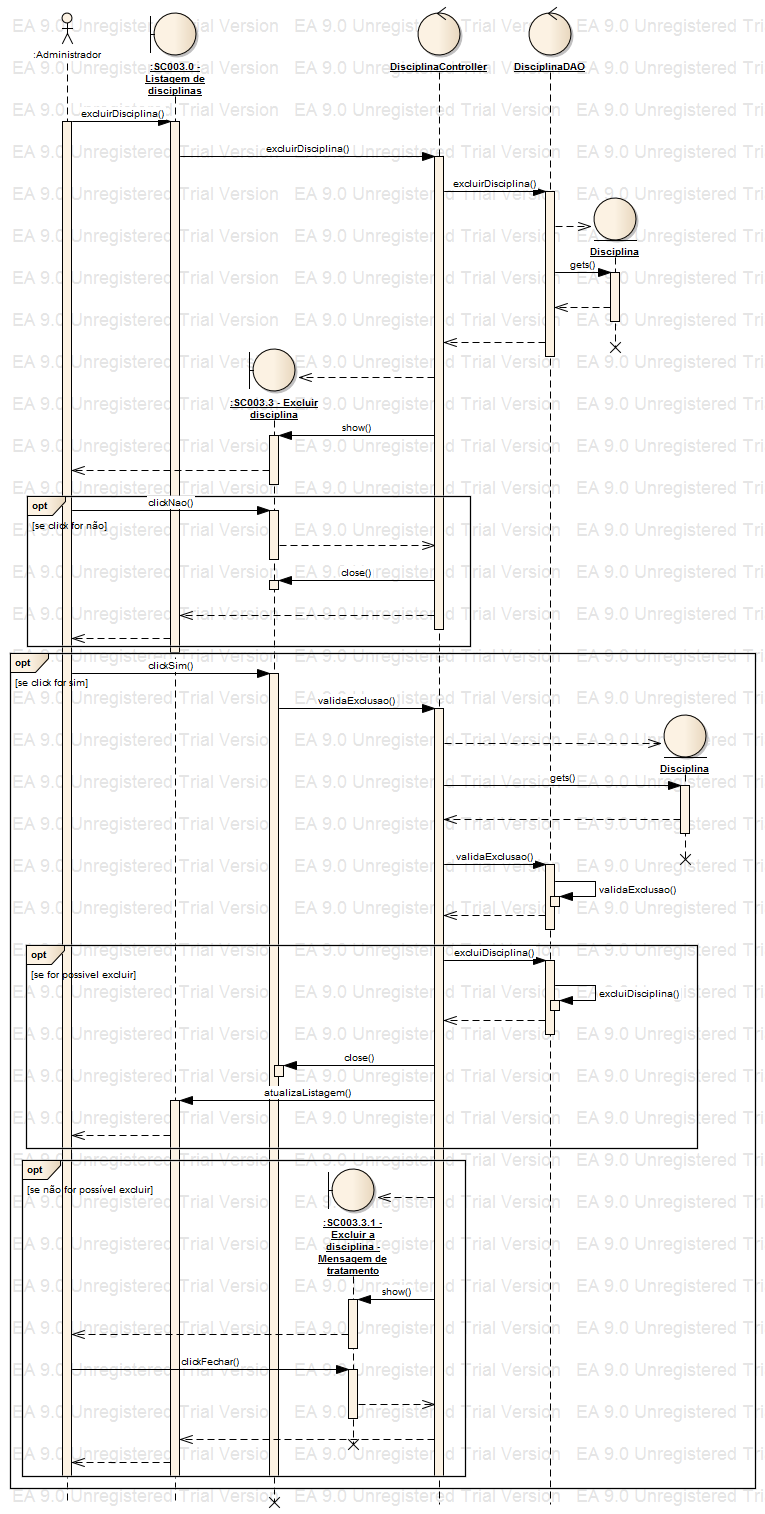 :Administrador
:SC003.0 -
Listagem de
disciplinas
DisciplinaController
DisciplinaDAO
excluirDisciplina()
excluirDisciplina()
excluirDisciplina()
Disciplina
gets()
:SC003.3 - Excluir
disciplina
show()
opt
clickNao()
[se click for não]
close()
opt
clickSim()
[se click for sim]
validaExclusao()
Disciplina
gets()
validaExclusao()
validaExclusao()
opt
excluiDisciplina()
[se for possivel excluir]
excluiDisciplina()
close()
atualizaListagem()
opt
[se não for possível excluir]
:SC003.3.1 -
Excluir a
disciplina -
Mensagem de
tratamento
show()
clickFechar()
EA 9.0 Unregistered Trial Version